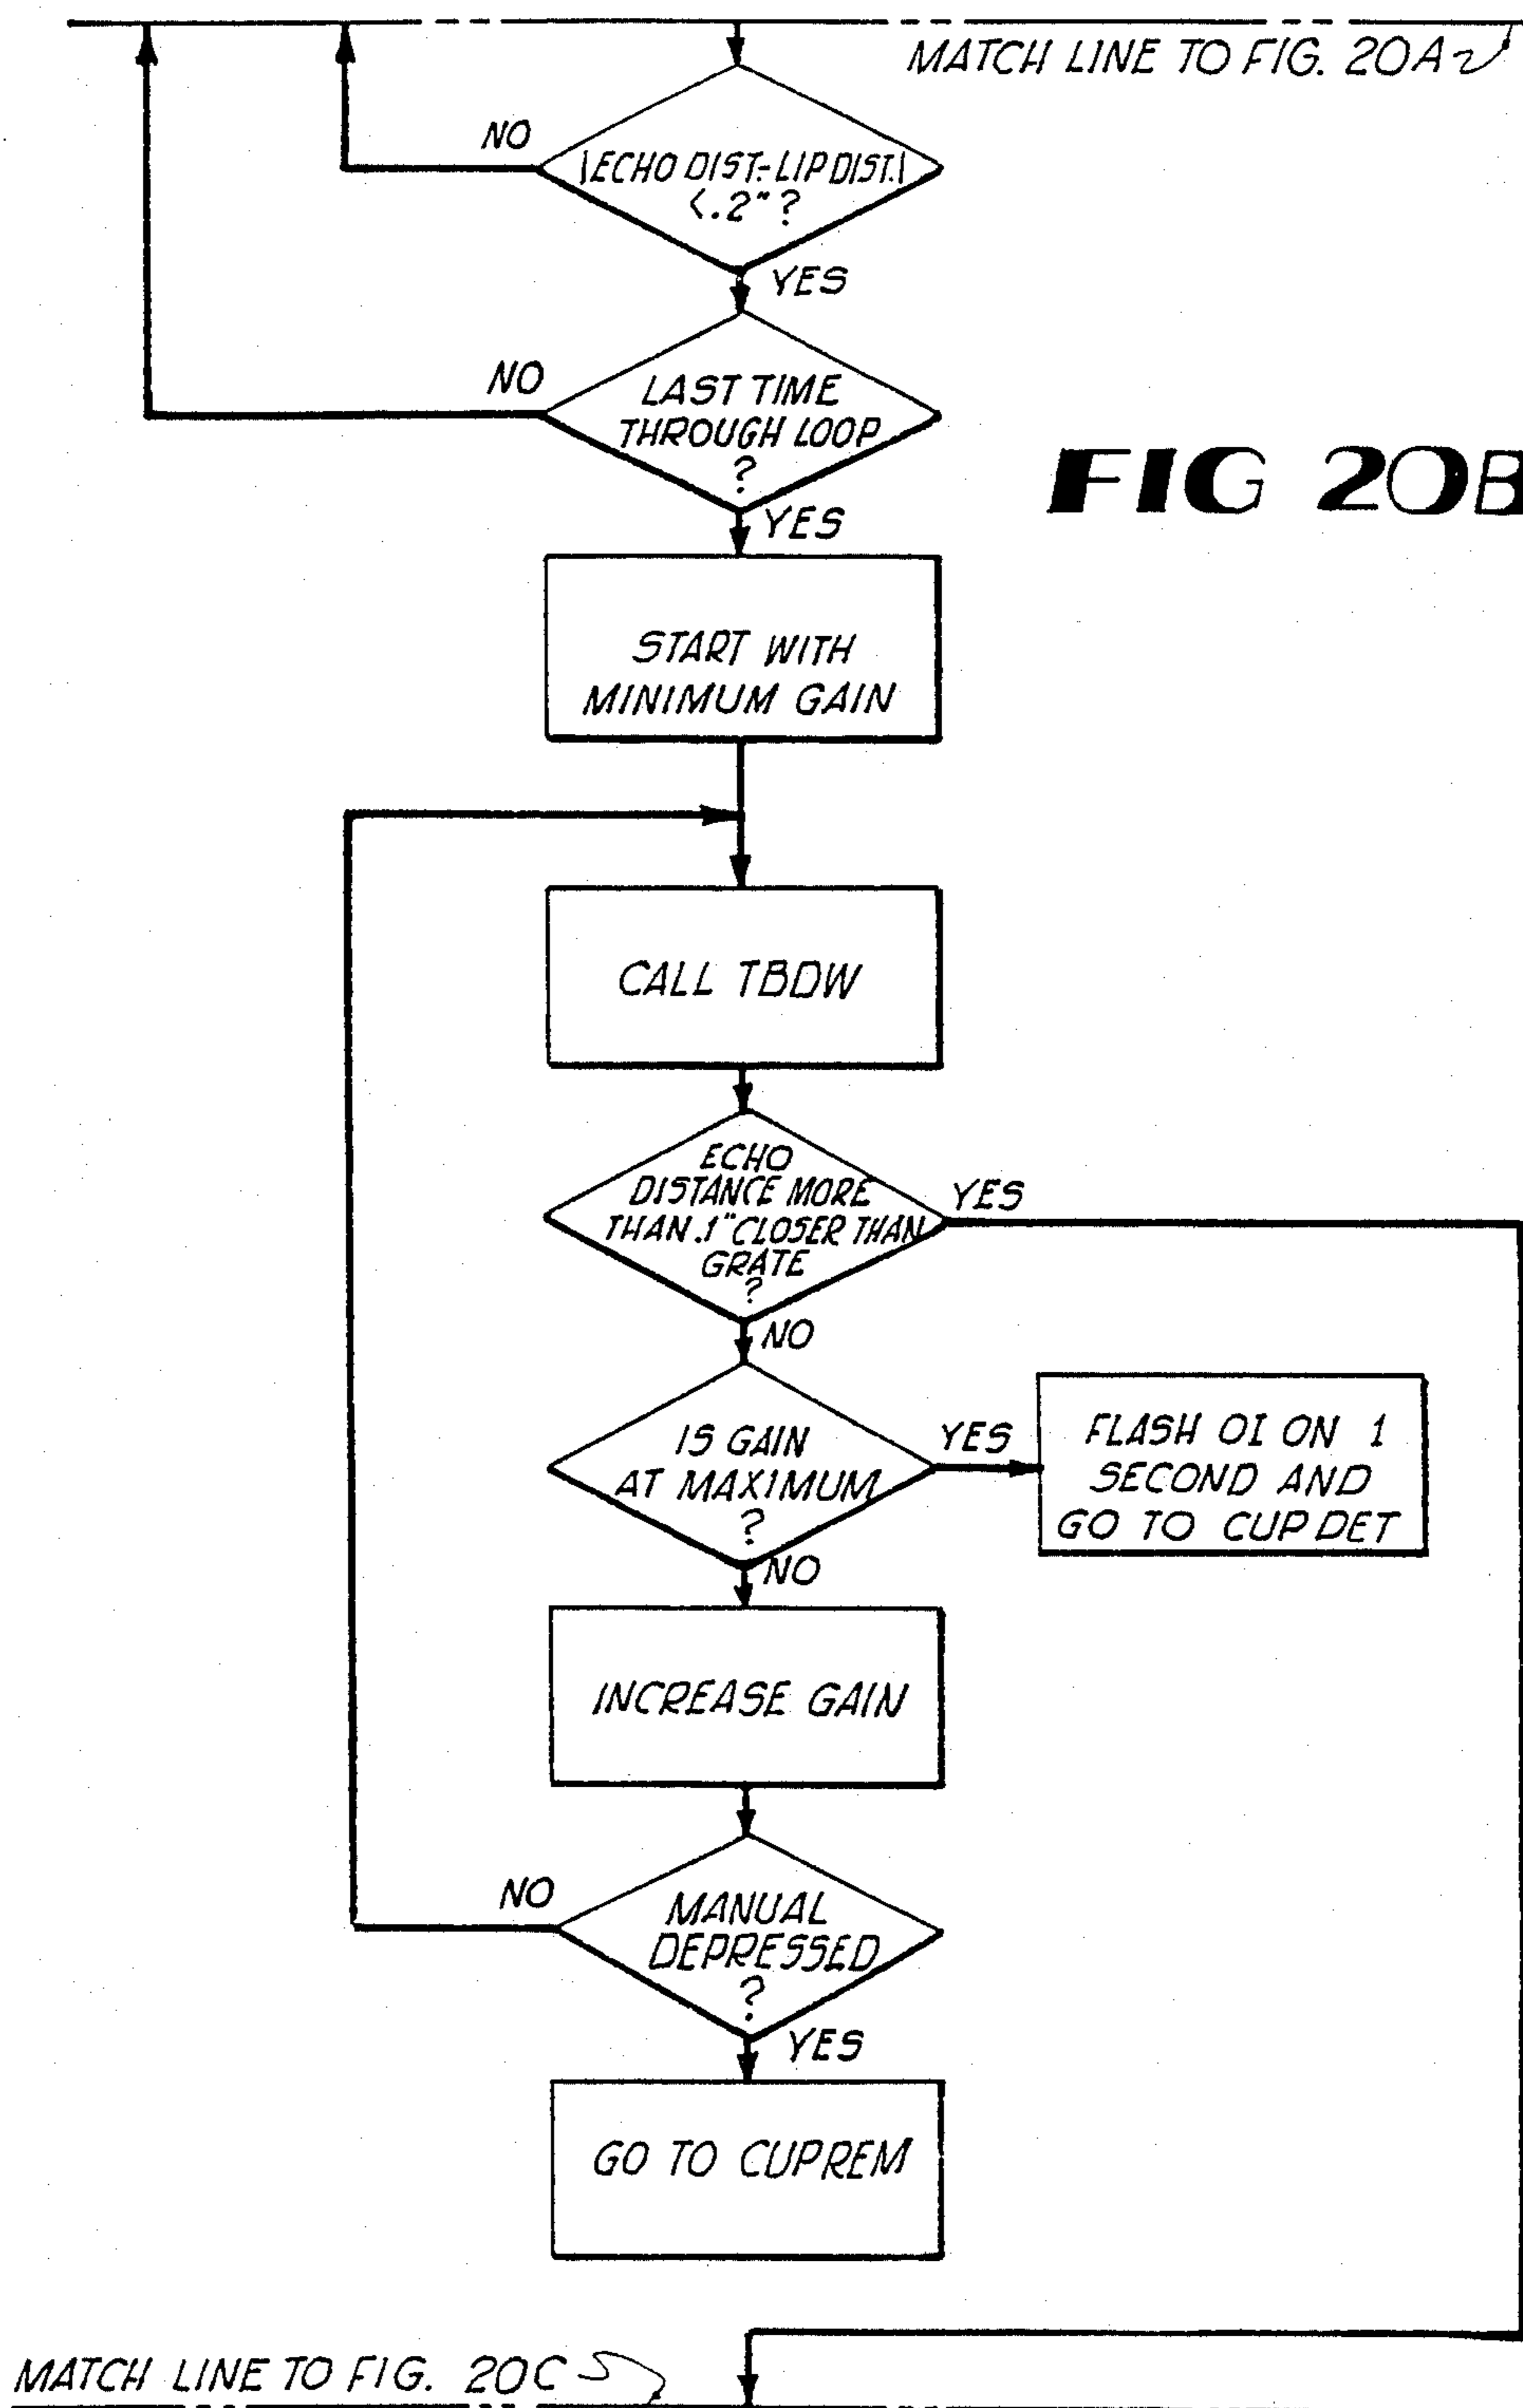 MATCH LINE TO FIG. 20A
NO
|ECHO DIST.-LIP DIST.|
<.2" ?
YES
NO
LAST TIME
THROUGH LOOP
?
FIG 20B
YES
START WITH
MINIMUM GAIN
CALL TBDW
ECHO
DISTANCE MORE
THAN .1" CLOSER THAN
GRATE
?
YES
NO
IS GAIN
AT MAXIMUM
?
YES
FLASH OI ON 1
SECOND AND
GO TO CUPDET
NO
INCREASE GAIN
NO
MANUAL
DEPRESSED
?
YES
GO TO CUPREM
MATCH LINE TO FIG. 20C